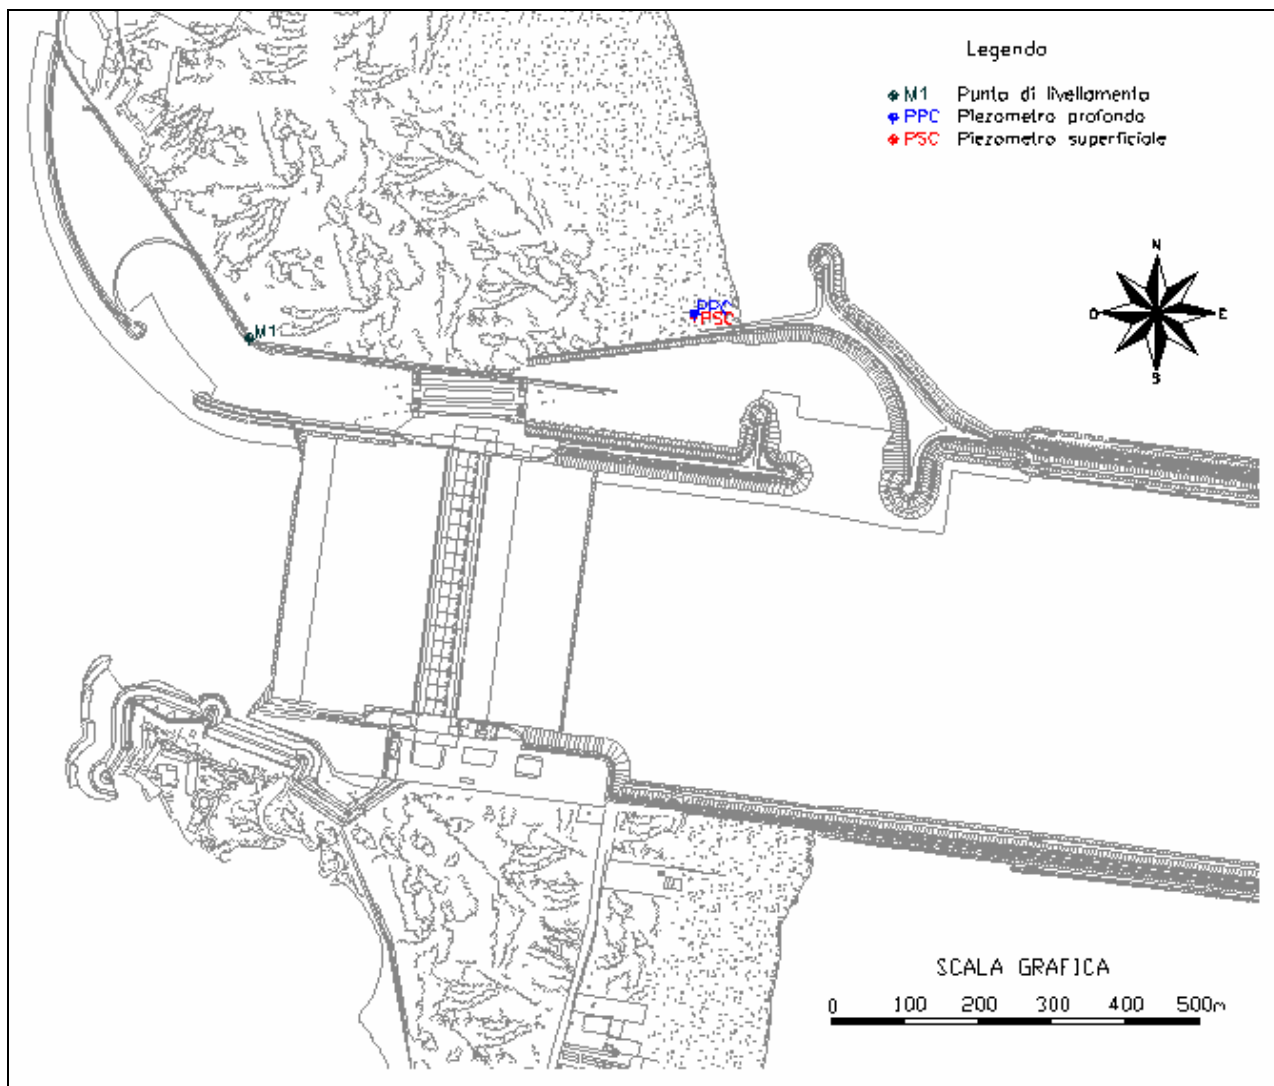 Legenda
M1 Punto di livellamento
PPC Piezometro profondo
PSC Piezometro superficiale
N
O E
S
PPC
PSC
M1
SCALA GRAFICA
0 100 200 300 400 500m